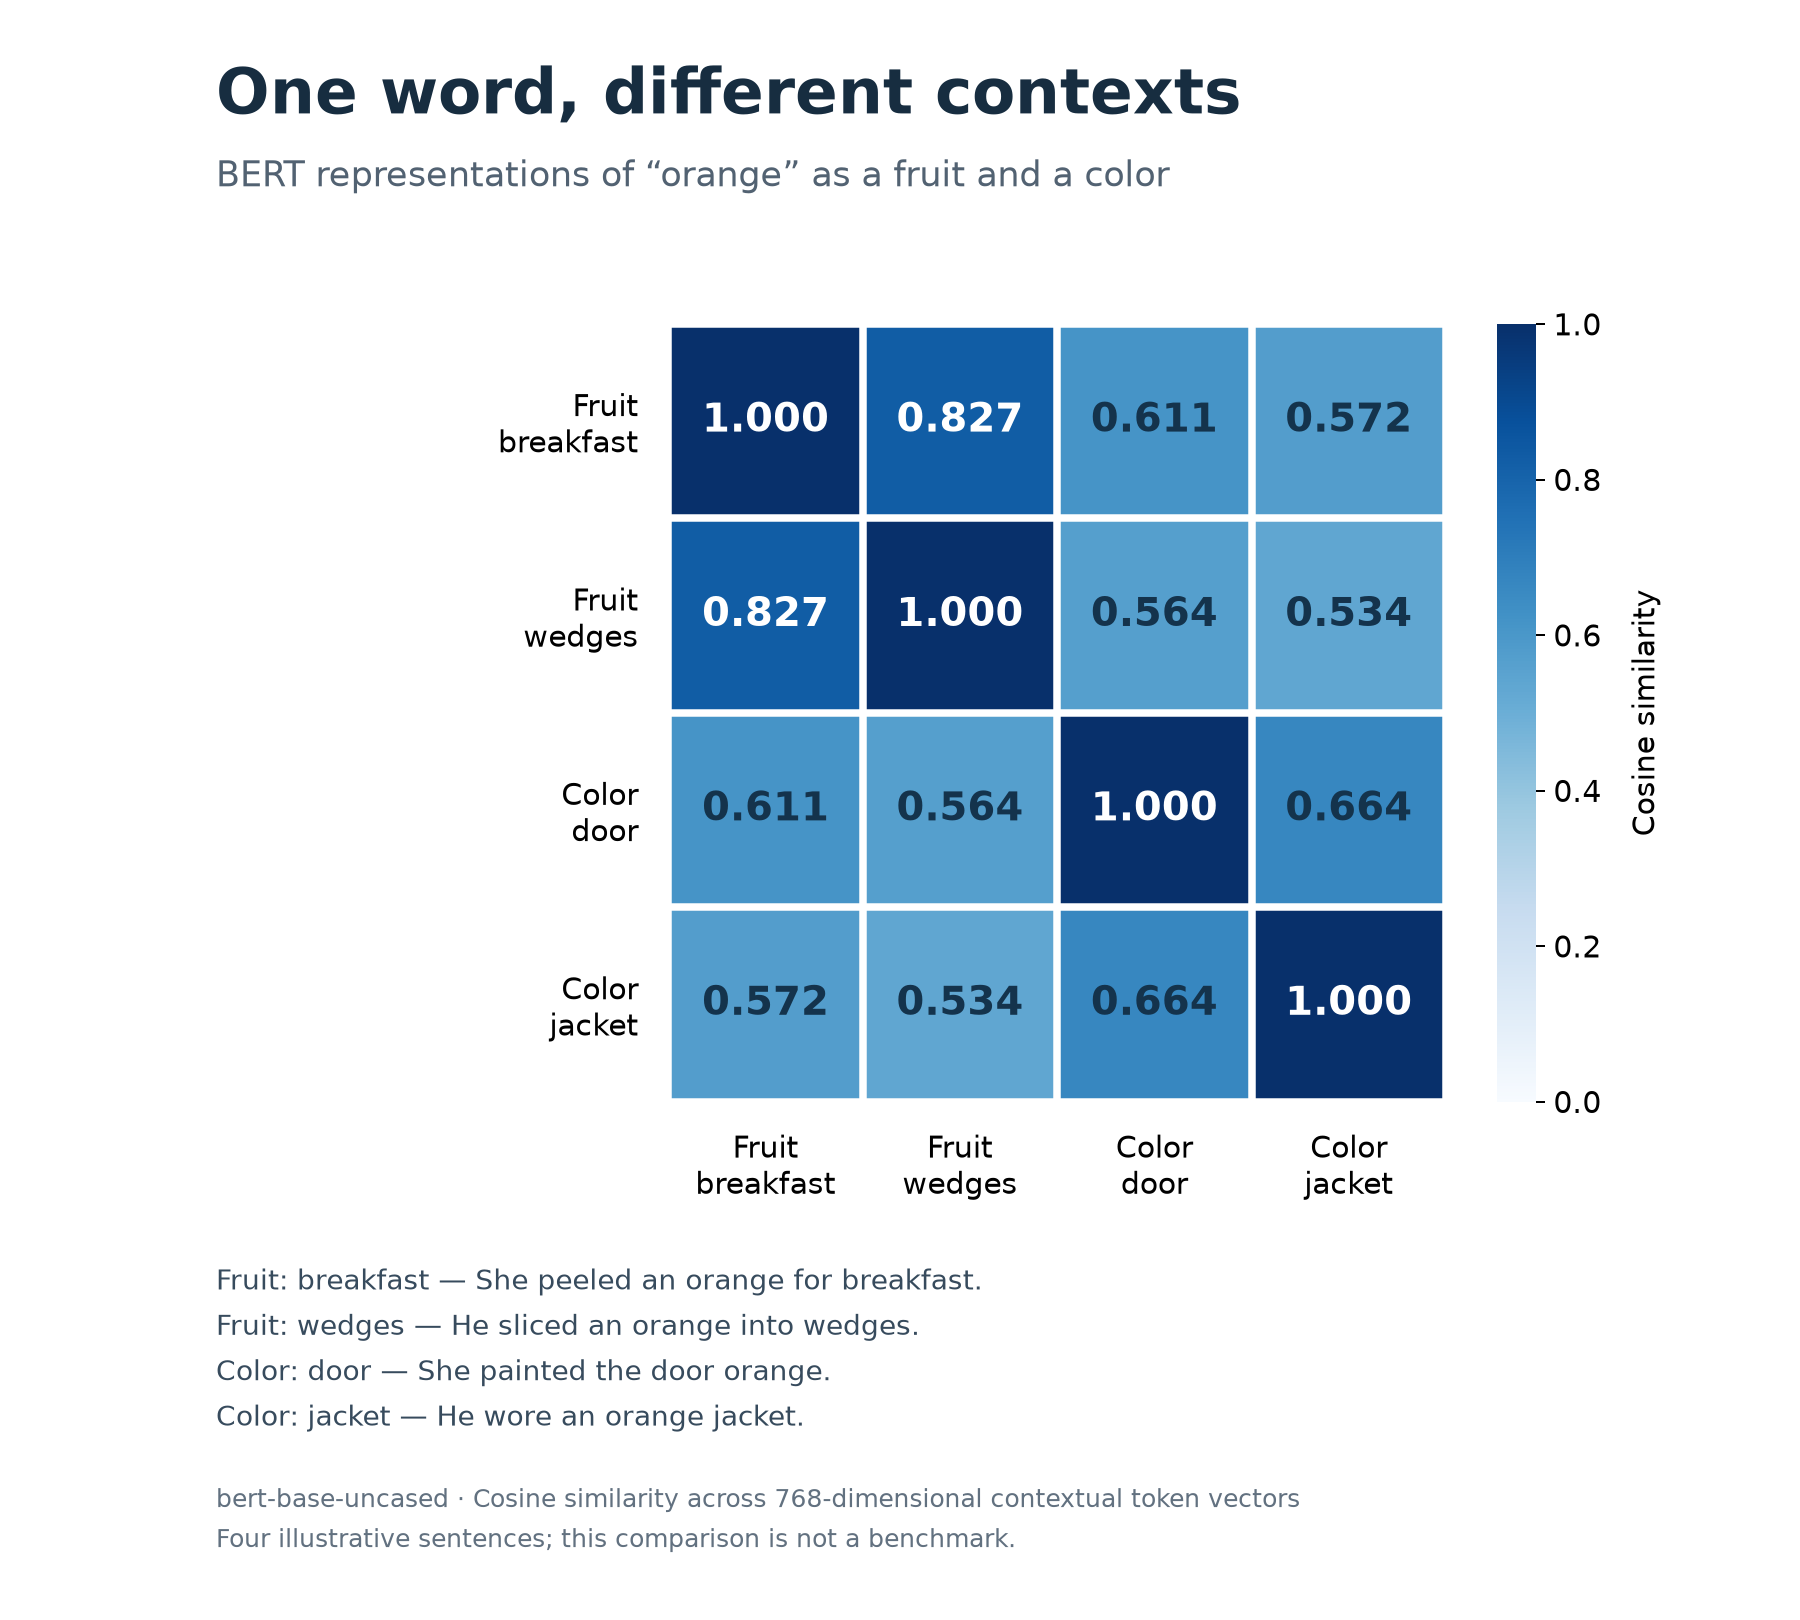 One word, different contexts
BERT representations of “orange” as a fruit and a color
Fruit
breakfast
1.000 0.827 0.611 0.572
Fruit
wedges
0.827 1.000 0.564 0.534
Color
door
0.611 0.564 1.000 0.664
Color
jacket
0.572 0.534 0.664 1.000
Fruit Fruit Color Color
breakfast wedges door jacket
1.0
0.8
0.6
0.4
0.2
0.0
Cosine similarity
Fruit: breakfast — She peeled an orange for breakfast.
Fruit: wedges — He sliced an orange into wedges.
Color: door — She painted the door orange.
Color: jacket — He wore an orange jacket.
bert-base-uncased · Cosine similarity across 768-dimensional contextual token vectors
Four illustrative sentences; this comparison is not a benchmark.